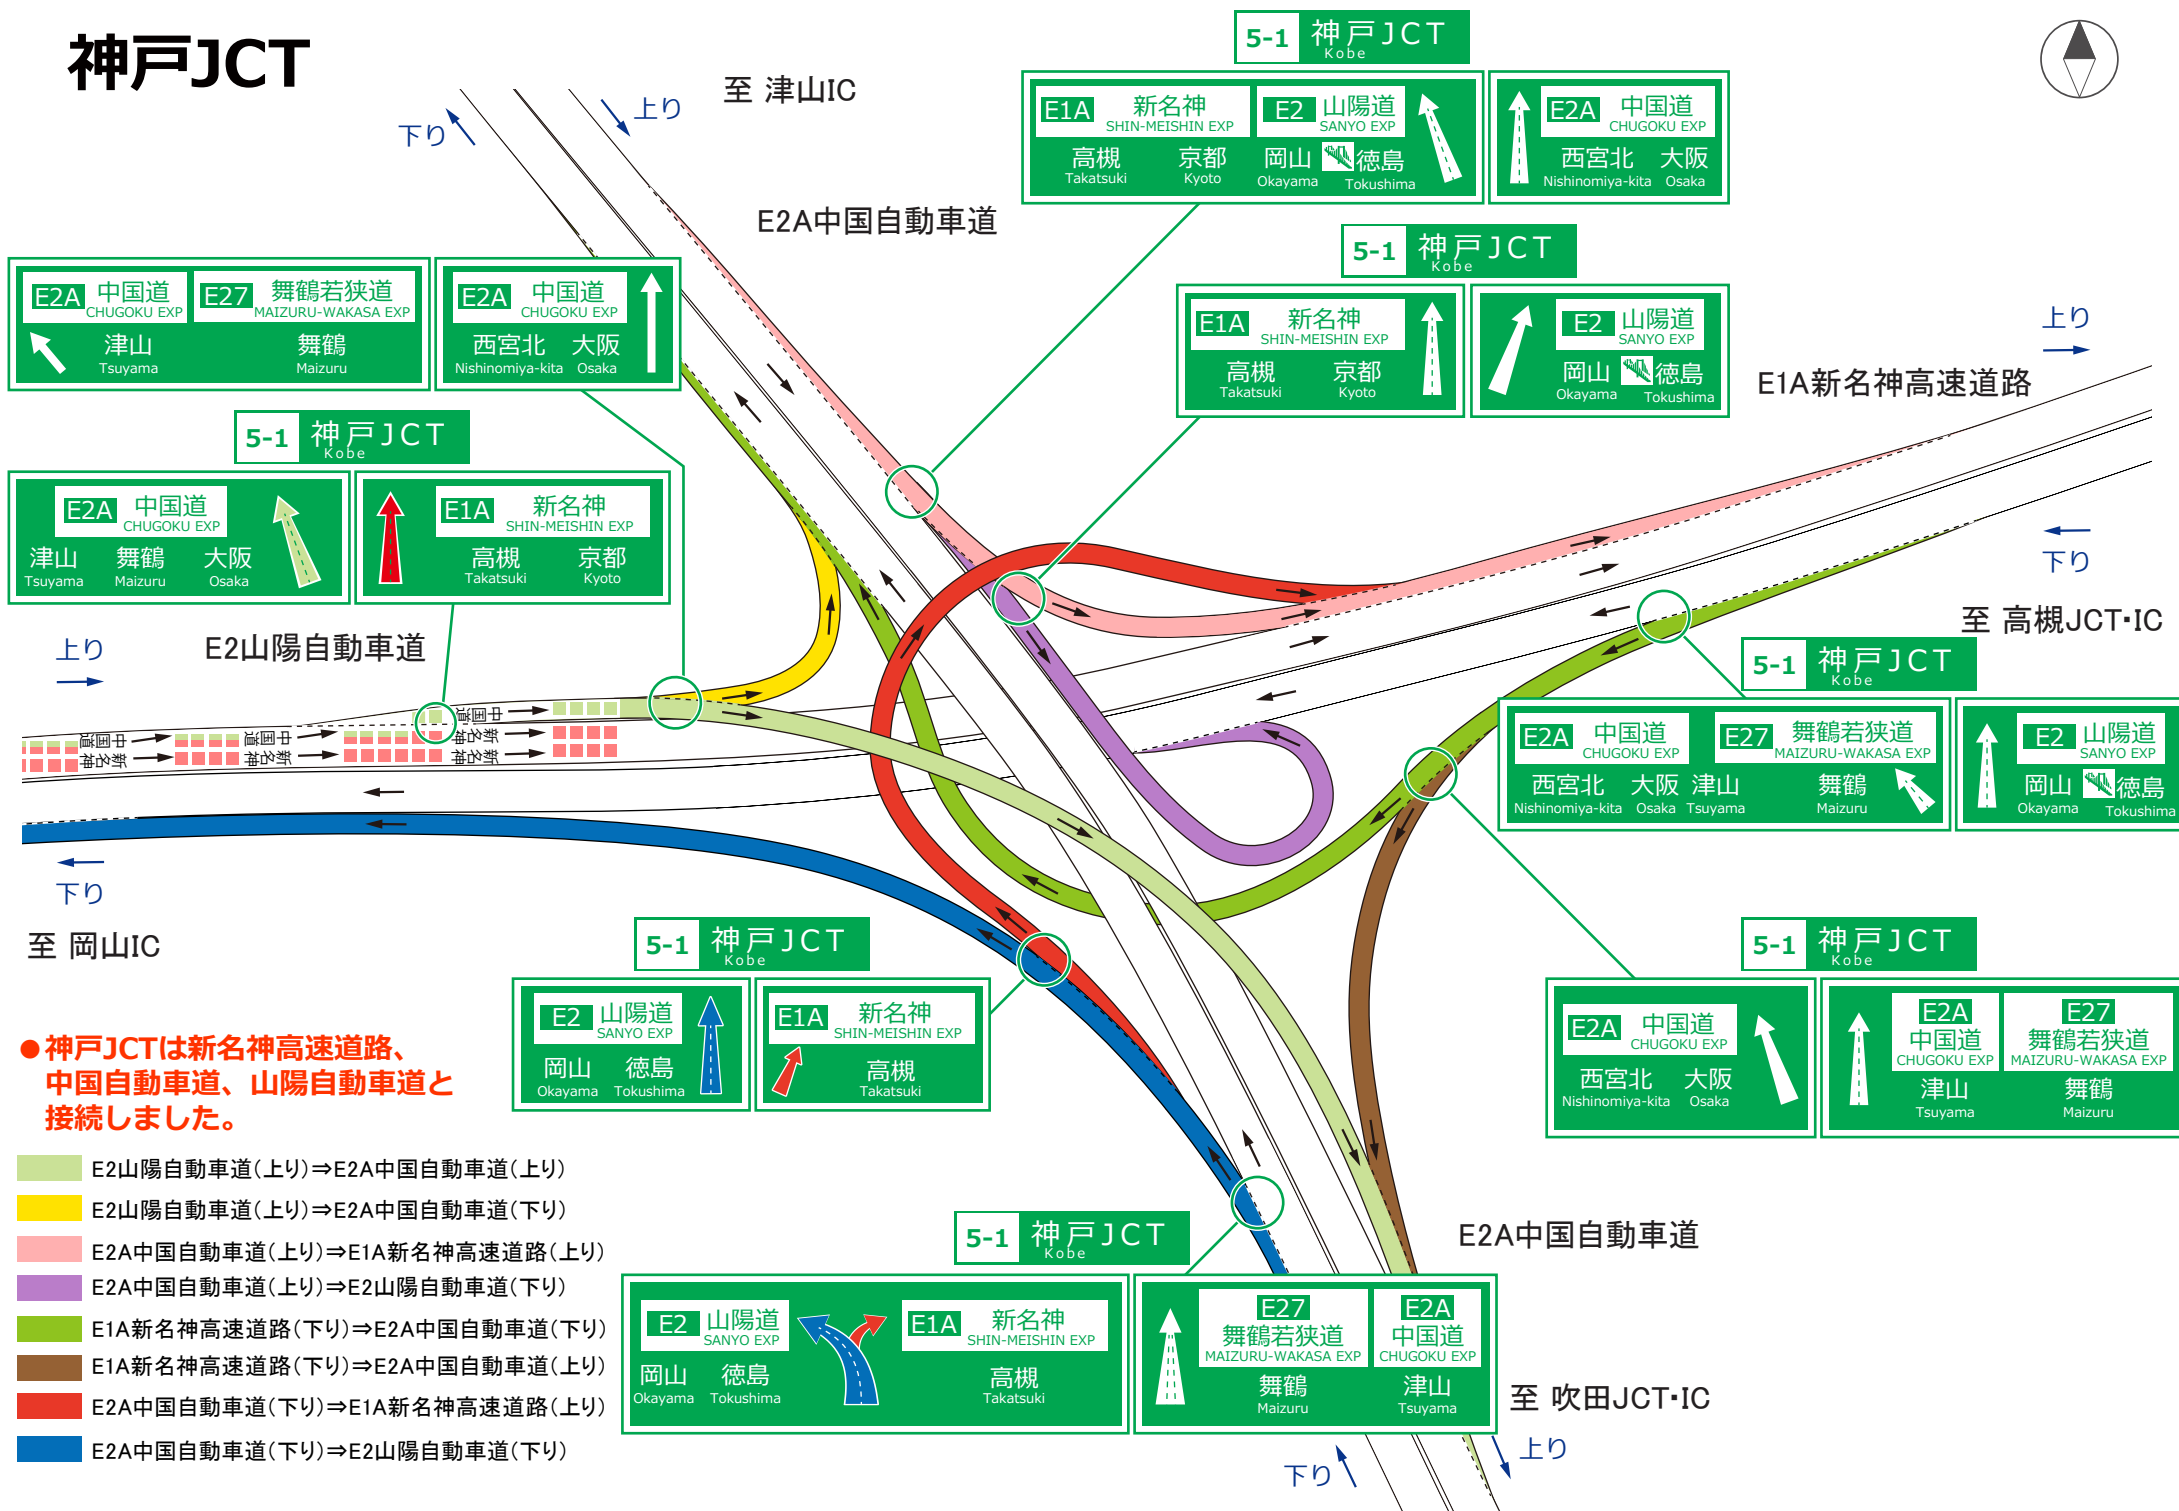 神戸JCT
至 津山IC
下り
上り
E2A中国自動車道
5-1 神戸JCT
Kobe
E1A 新名神
SHIN-MEISHIN EXP
E2 山陽道
SANYO EXP
高槻 京都 岡山 徳島
Takatsuki Kyoto Okayama Tokushima
E2A 中国道
CHUGOKU EXP
西宮北 大阪
Nishinomiya-kita Osaka
5-1 神戸JCT
Kobe
E1A 新名神
SHIN-MEISHIN EXP
高槻 京都
Takatsuki Kyoto
E2 山陽道
SANYO EXP
岡山 徳島
Okayama Tokushima
E2A 中国道
CHUGOKU EXP
E27 舞鶴若狭道
MAIZURU-WAKASA EXP
津山 舞鶴
Tsuyama Maizuru
E2A 中国道
CHUGOKU EXP
西宮北 大阪
Nishinomiya-kita Osaka
5-1 神戸JCT
Kobe
E2A 中国道
CHUGOKU EXP
津山 舞鶴 大阪
Tsuyama Maizuru Osaka
E1A 新名神
SHIN-MEISHIN EXP
高槻 京都
Takatsuki Kyoto
上り
E1A新名神高速道路
下り
至 高槻JCT・IC
E2山陽自動車道
上り
中国道
新名神
中国道
新名神
中国道
新名神
新名神
下り
至 岡山IC
5-1 神戸JCT
Kobe
E2A 中国道
CHUGOKU EXP
E27 舞鶴若狭道
MAIZURU-WAKASA EXP
西宮北 大阪 津山 舞鶴
Nishinomiya-kita Osaka Tsuyama Maizuru
E2 山陽道
SANYO EXP
岡山 徳島
Okayama Tokushima
5-1 神戸JCT
Kobe
E2A 中国道
CHUGOKU EXP
西宮北 大阪
Nishinomiya-kita Osaka
E2A
中国道
CHUGOKU EXP
津山
Tsuyama
E27
舞鶴若狭道
MAIZURU-WAKASA EXP
舞鶴
Maizuru
5-1 神戸JCT
Kobe
E2 山陽道
SANYO EXP
岡山 徳島
Okayama Tokushima
E1A 新名神
SHIN-MEISHIN EXP
高槻
Takatsuki
5-1 神戸JCT
Kobe
E2 山陽道
SANYO EXP
岡山 徳島
Okayama Tokushima
E1A 新名神
SHIN-MEISHIN EXP
高槻
Takatsuki
E27
舞鶴若狭道
MAIZURU-WAKASA EXP
舞鶴
Maizuru
E2A
中国道
CHUGOKU EXP
津山
Tsuyama
E2A中国自動車道
至 吹田JCT・IC
上り
下り
●神戸JCTは新名神高速道路、
中国自動車道、山陽自動車道と
接続しました。
E2山陽自動車道(上り)⇒E2A中国自動車道(上り)
E2山陽自動車道(上り)⇒E2A中国自動車道(下り)
E2A中国自動車道(上り)⇒E1A新名神高速道路(上り)
E2A中国自動車道(上り)⇒E2山陽自動車道(下り)
E1A新名神高速道路(下り)⇒E2A中国自動車道(下り)
E1A新名神高速道路(下り)⇒E2A中国自動車道(上り)
E2A中国自動車道(下り)⇒E1A新名神高速道路(上り)
E2A中国自動車道(下り)⇒E2山陽自動車道(下り)